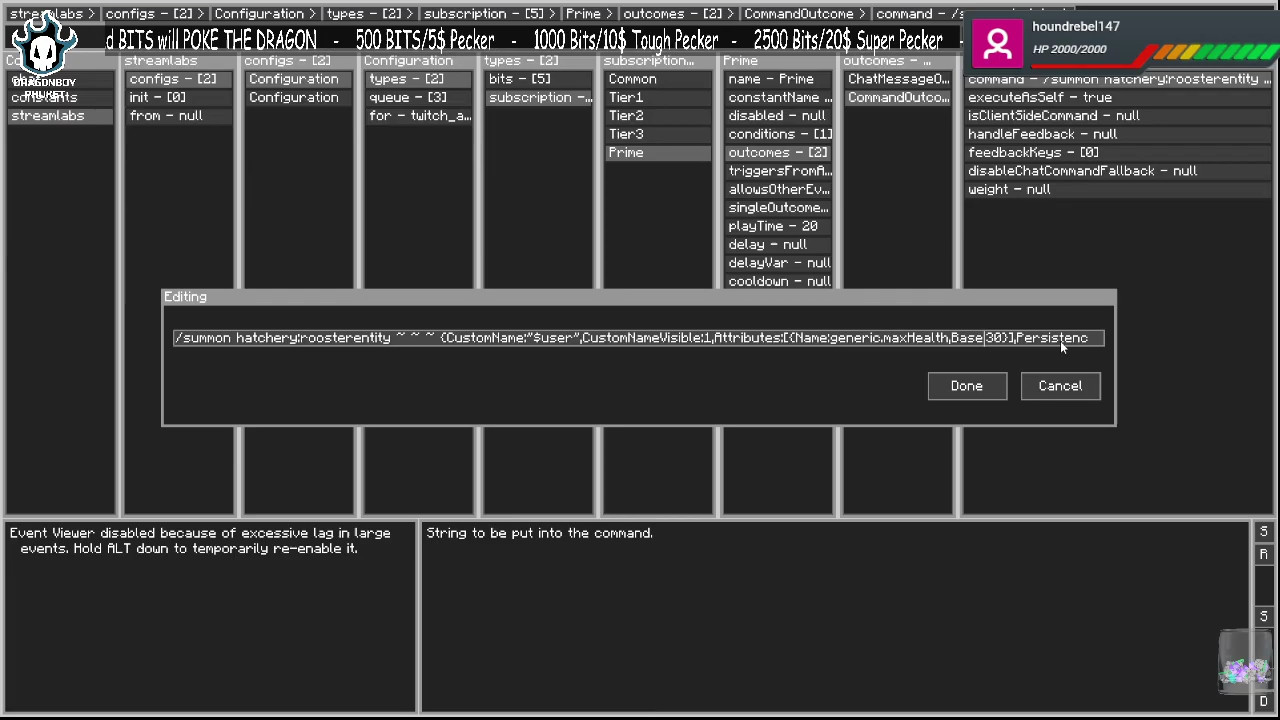 streamlabs > configs - [2] > Configuration > types - [2] > subscription - [5] > Prime > outcomes - [2] > CommandOutcome >
d BITS will POKE THE DRAGON - 500 BITS/5$ Pecker - 1000 Bits/10$ Tough Pecker - 2500 Bits/20$ Super Pecker -
houndrebel147
HP 2000/2000
DRAGNBOY
streamlabs
streamlabs
configs - [2]
init - [0]
from - null
configs - [2]
Configuration
Configuration
Configuration
types - [2]
queue - [3]
for - twitch_a...
types - [2]
bits - [5]
subscription -...
subscription...
Common
Tier1
Tier2
Tier3
Prime
Prime
name - Prime
constantName ...
disabled - null
conditions - [1]
outcomes - [2]
triggersFromA...
allowsOtherEv...
singleOutcome...
playTime - 20
delay - null
delayVar - null
cooldown - null
outcomes - ...
ChatMessageO...
CommandOutco...
command - /summon hatchery:roosterentity ...
executeAsSelf - true
isClientSideCommand - null
handleFeedback - null
feedbackKeys - [0]
disableChatCommandFallback - null
weight - null
Editing
/summon hatchery:roosterentity ~ ~ ~ {CustomName:"$user",CustomNameVisible:1,Attributes:[{Name:generic.maxHealth,Base:30}],Persistenc
Done
Cancel
Event Viewer disabled because of excessive lag in large
events. Hold ALT down to temporarily re-enable it.
String to be put into the command.
S
R
S
D